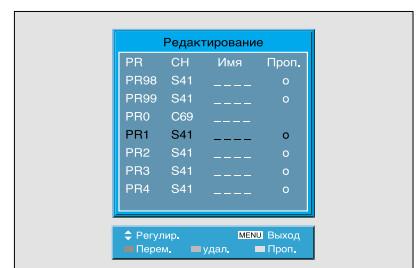 Редактирование
PR CH Имя Проп.
PR98 S41 _ _ _ _ o
PR99 S41 _ _ _ _ o
PR0 C69 _ _ _ _
PR1 S41 _ _ _ _ o
PR2 S41 _ _ _ _ o
PR3 S41 _ _ _ _ o
PR4 S41 _ _ _ _ o
Регулир. MENU Выход
Перем. удал. Проп.